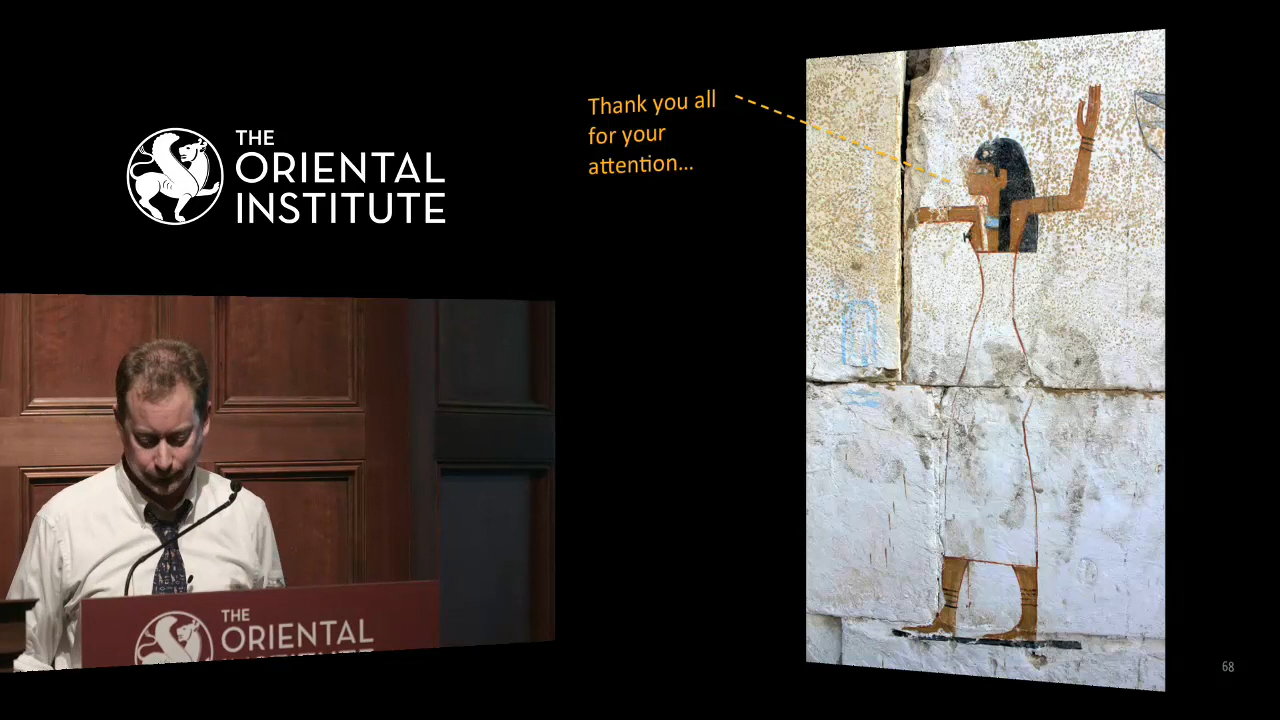 THE
ORIENTAL
INSTITUTE
Thank you all
for your
attention...
THE
ORIENTAL
68